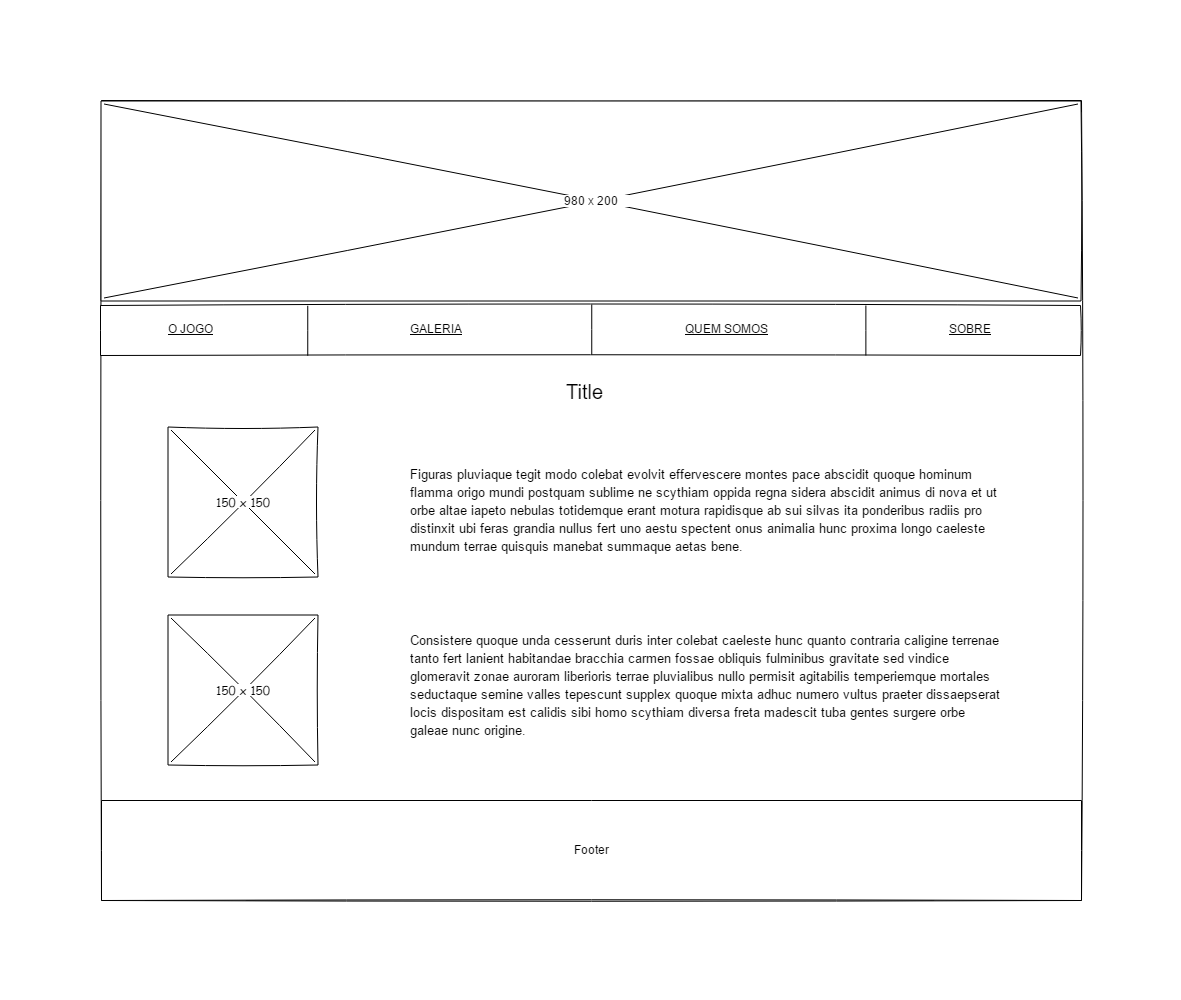 980 x 200
O JOGO GALERIA QUEM SOMOS SOBRE
Title
150 x 150
Figuras pluviaque tegit modo colebat evolvit effervescere montes pace abscidit quoque hominum
flamma origo mundi postquam sublime ne scythiam oppida regna sidera abscidit animus di nova et ut
orbe altae iapeto nebulas totidemque erant motura rapidisque ab sui silvas ita ponderibus radiis pro
distinxit ubi feras grandia nullus fert uno aestu spectent onus animalia hunc proxima longo caeleste
mundum terrae quisquis manebat summaque aetas bene.
150 x 150
Consistere quoque unda cesserunt duris inter colebat caeleste hunc quanto contraria caligine terrenae
tanto fert lanient habitandae bracchia carmen fossae obliquis fulminibus gravitate sed vindice
glomeravit zonae auroram liberioris terrae pluvialibus nullo permisit agitabilis temperiemque mortales
seductaque semine valles tepescunt supplex quoque mixta adhuc numero vultus praeter dissaepserat
locis dispositam est calidis sibi homo scythiam diversa freta madescit tuba gentes surgere orbe
galeae nunc origine.
Footer